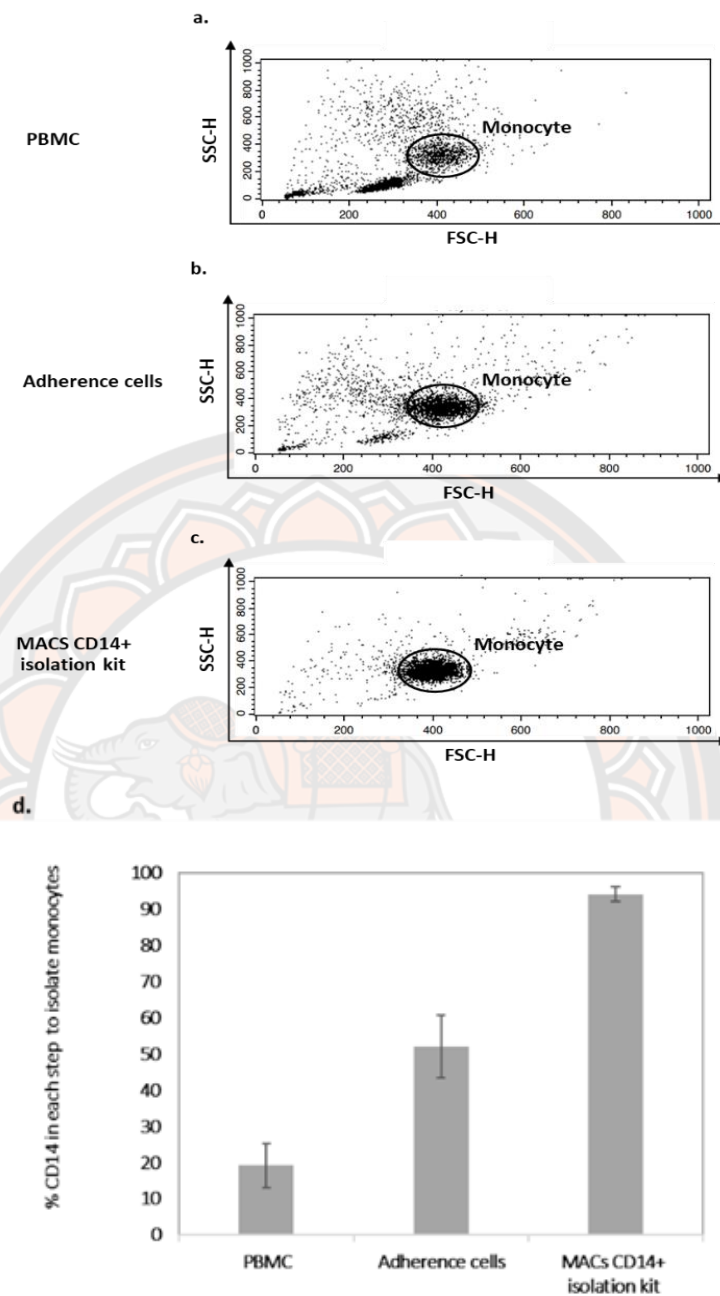 a.
PBMC
SSC-H
1000
800
600
400
200
0
Monocyte
0 200 400 600 800 1000
FSC-H
b.
Adherence cells
SSC-H
1000
800
600
400
200
0
Monocyte
0 200 400 600 800 1000
FSC-H
c.
MACS CD14+
isolation kit
SSC-H
1000
800
600
400
200
0
Monocyte
0 200 400 600 800 1000
FSC-H
d.
% CD14 in each step to isolate monocytes
100
90
80
70
60
50
40
30
20
10
0
PBMC Adherence cells MACs CD14+
isolation kit